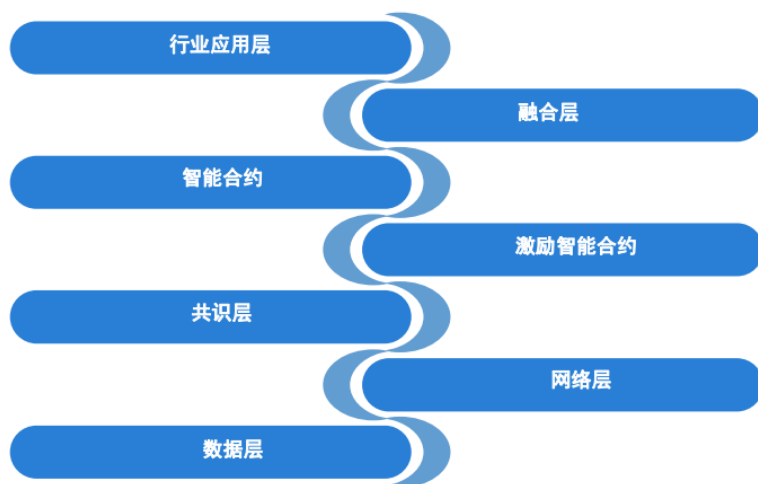 行业应用层
融合层
智能合约
激励智能合约
共识层
网络层
数据层